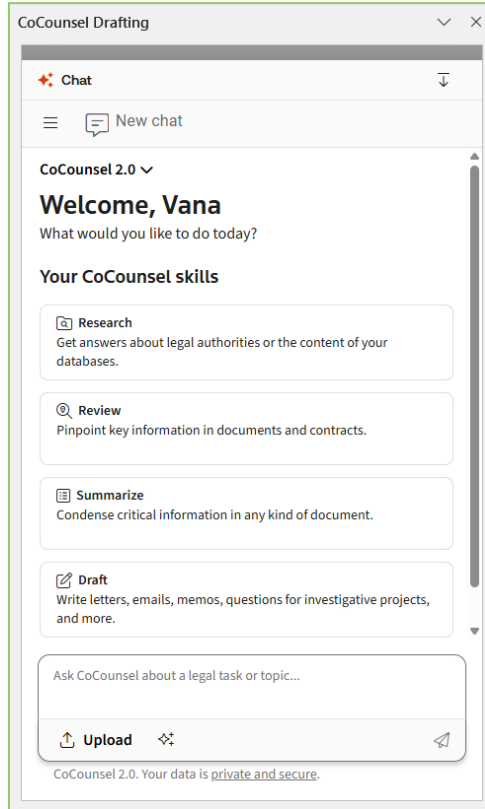 CoCounsel Drafting
Chat
New chat
CoCounsel 2.0
Welcome, Vana
What would you like to do today?
Your CoCounsel skills
Research
Get answers about legal authorities or the content of your
databases.
Review
Pinpoint key information in documents and contracts.
Summarize
Condense critical information in any kind of document.
Draft
Write letters, emails, memos, questions for investigative projects,
and more.
Ask CoCounsel about a legal task or topic...
Upload
CoCounsel 2.0. Your data is private and secure.